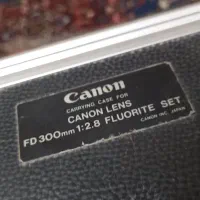 Canon
CARRYING CASE FOR
CANON LENS
FD 300mm 1:2.8 FLUORITE SET
CANON INC. JAPAN